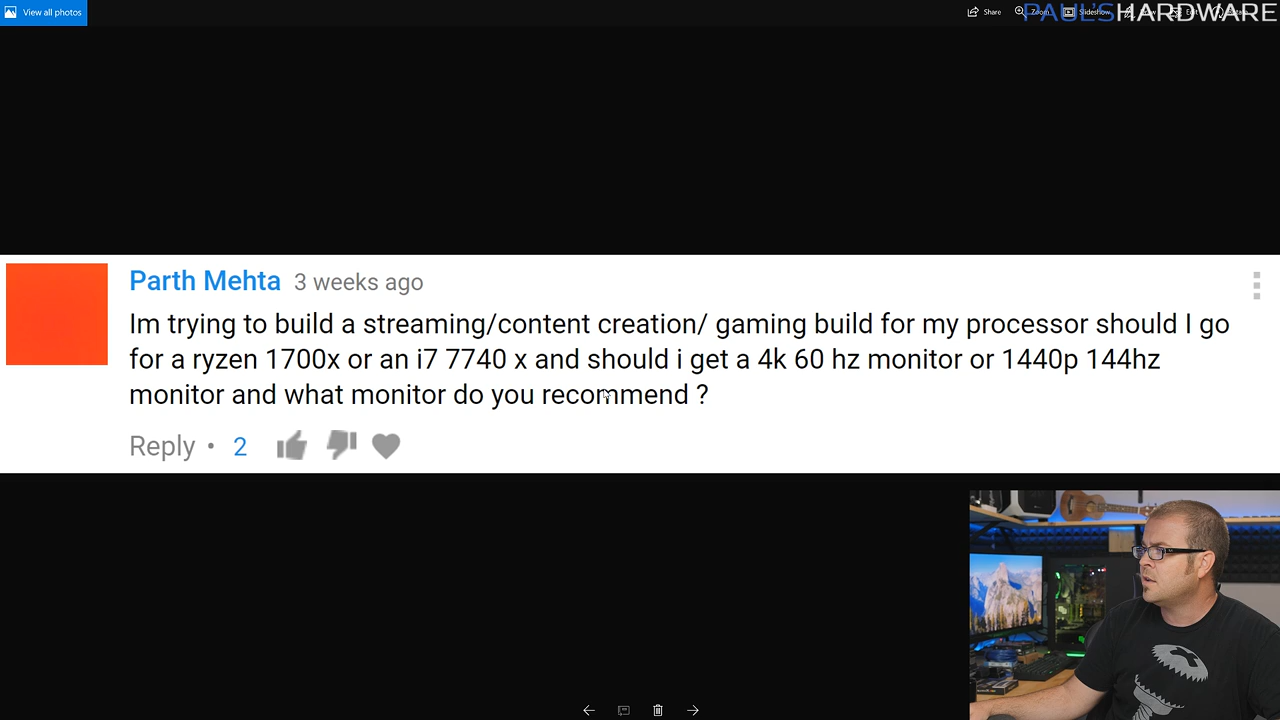 View all photos
Share
PAUL'SHARDWARE
Parth Mehta 3 weeks ago
Im trying to build a streaming/content creation/ gaming build for my processor should I go
for a ryzen 1700x or an i7 7740 x and should i get a 4k 60 hz monitor or 1440p 144hz
monitor and what monitor do you recommend ?
Reply • 2